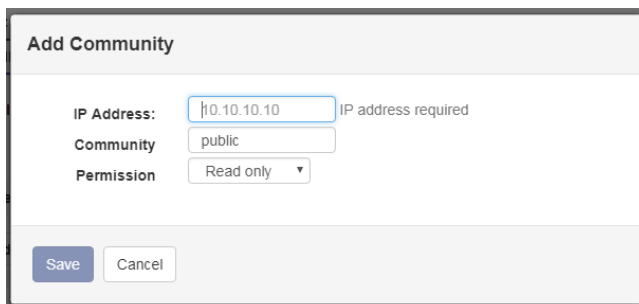 Add Community
IP Address: 10.10.10.10 IP address required
Community public
Permission Read only
Save Cancel